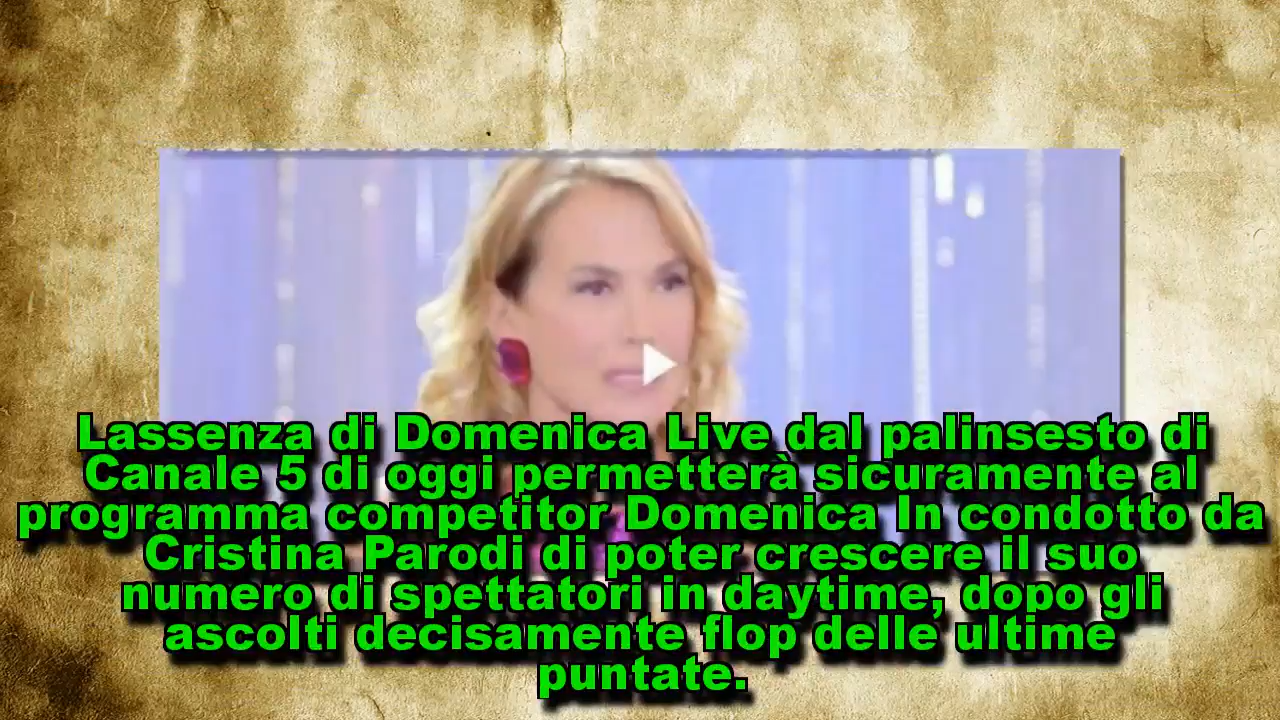 Lassenza di Domenica Live dal palinsesto di
Canale 5 di oggi permetterà sicuramente al
programma competitor Domenica In condotto da
Cristina Parodi di poter crescere il suo
numero di spettatori in daytime, dopo gli
ascolti decisamente flop delle ultime
puntate.